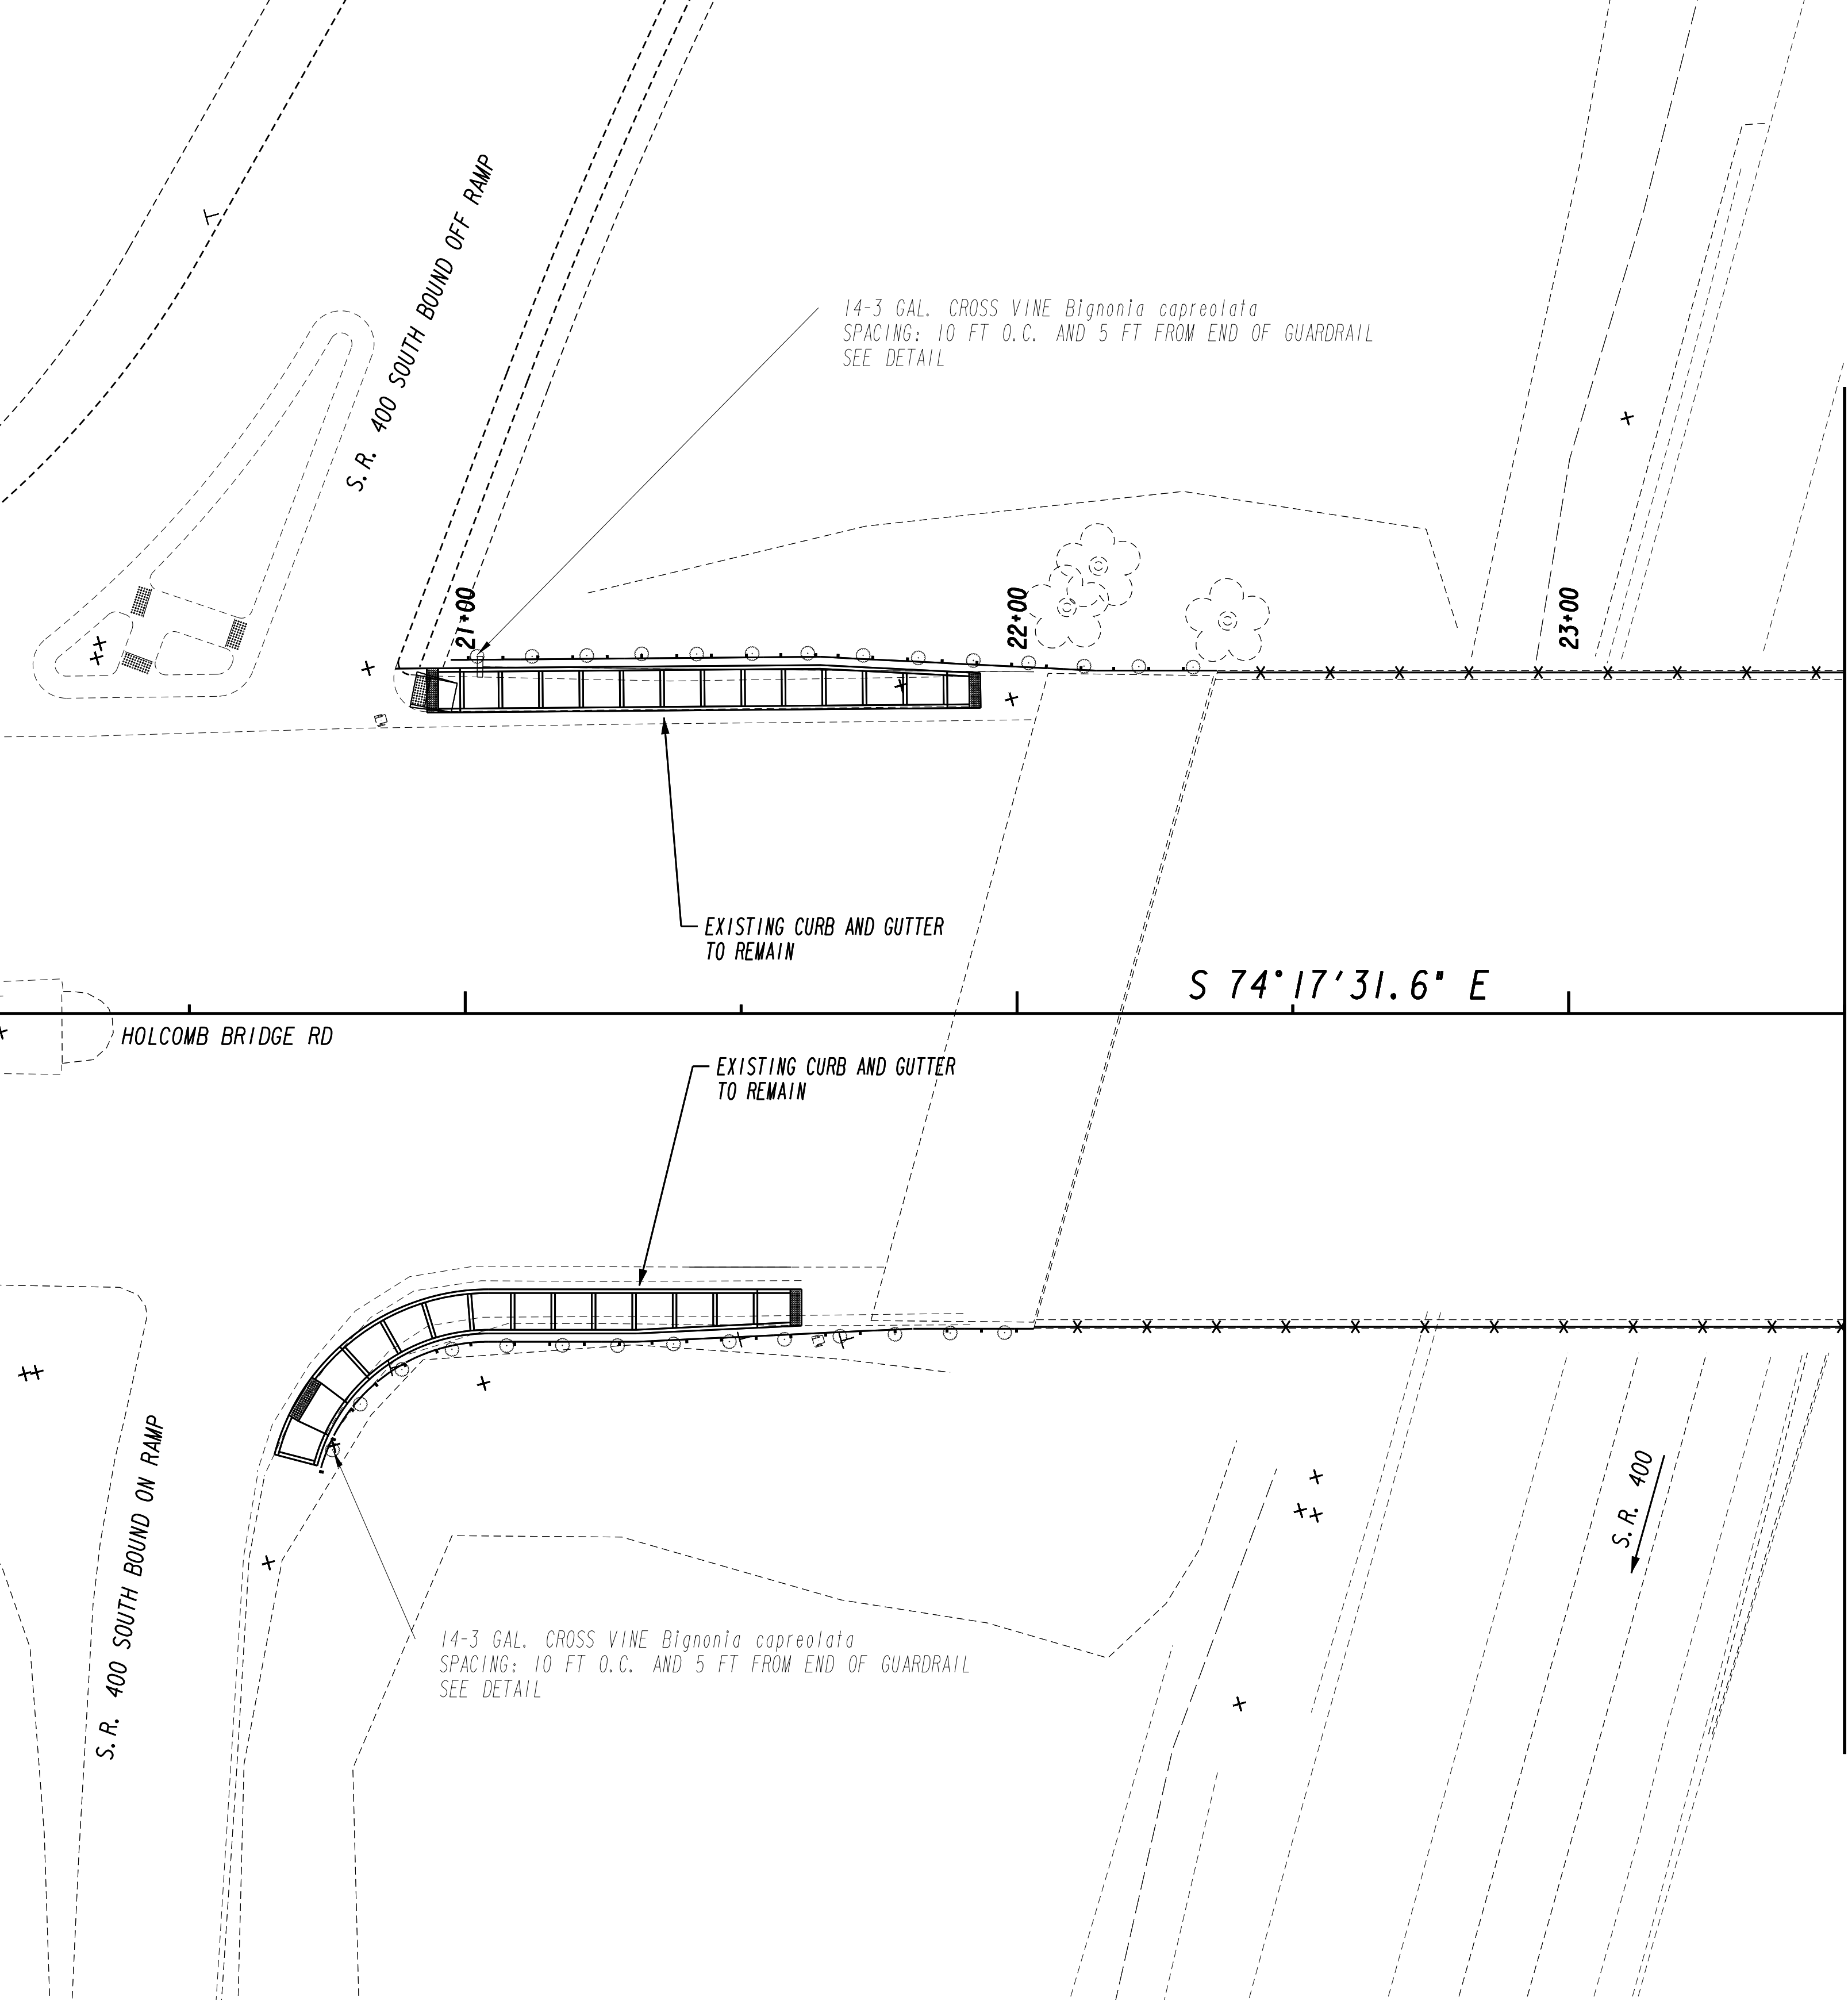 S. R. 400 SOUTH BOUND OFF RAMP
14-3 GAL. CROSS VINE Bignonia capreolata
SPACING: 10 FT O.C. AND 5 FT FROM END OF GUARDRAIL
SEE DETAIL
21+00
22+00
23+00
EXISTING CURB AND GUTTER
TO REMAIN
S 74°17'31.6" E
HOLCOMB BRIDGE RD
EXISTING CURB AND GUTTER
TO REMAIN
S. R. 400 SOUTH BOUND ON RAMP
S. R. 400
14-3 GAL. CROSS VINE Bignonia capreolata
SPACING: 10 FT O.C. AND 5 FT FROM END OF GUARDRAIL
SEE DETAIL